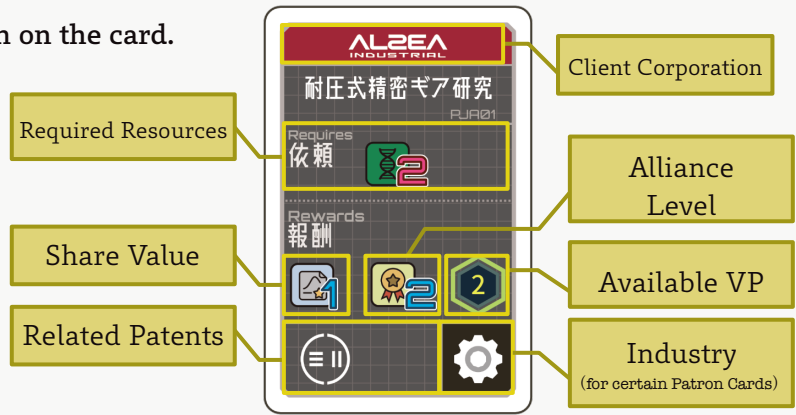 n on the card.
ALZEA
INDUSTRIAL
Client Corporation
耐圧式精密ギア研究
PJA01
Required Resources
Requires
依頼
2
Alliance
Level
Rewards
報酬
Share Value
1
2
2
Available VP
Related Patents
Industry
(for certain Patron Cards)